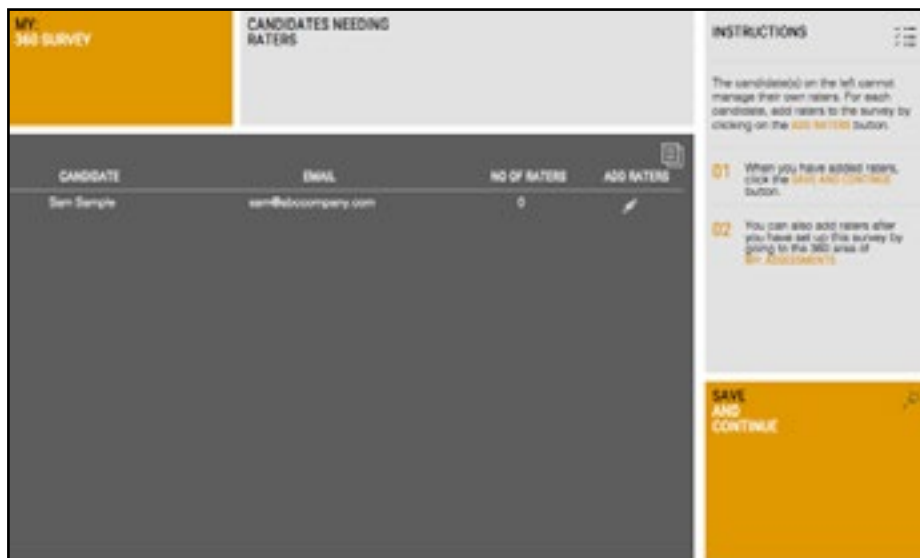 MY:
360 SURVEY
CANDIDATES NEEDING
RATERS
CANDIDATE EMAIL NO OF RATERS ADD RATERS
Sam Sample sam@abccompany.com 0
INSTRUCTIONS
The candidate(s) on the left cannot
manage their own raters. For each
candidate, add raters to the survey by
clicking on the ADD RATERS button.
01 When you have added raters,
click the SAVE AND CONTINUE
button.
02 You can also add raters after
you have set up this survey by
going to the 360 area of
MY ASSESSMENTS
SAVE
AND
CONTINUE